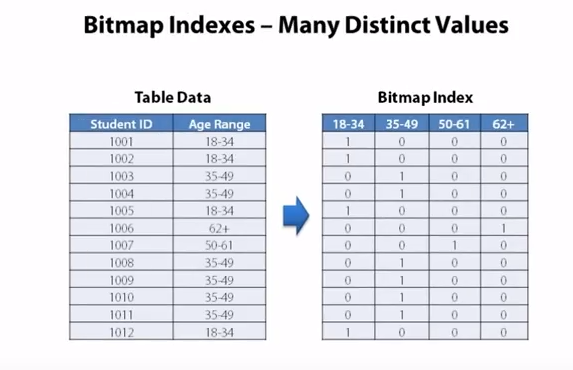 Bitmap Indexes – Many Distinct Values
Table Data
Student ID Age Range
1001 18-34
1002 18-34
1003 35-49
1004 35-49
1005 18-34
1006 62+
1007 50-61
1008 35-49
1009 35-49
1010 35-49
1011 35-49
1012 18-34
Bitmap Index
18-34 35-49 50-61 62+
1 0 0 0
1 0 0 0
0 1 0 0
0 1 0 0
1 0 0 0
0 0 0 1
0 0 1 0
0 1 0 0
0 1 0 0
0 1 0 0
0 1 0 0
1 0 0 0